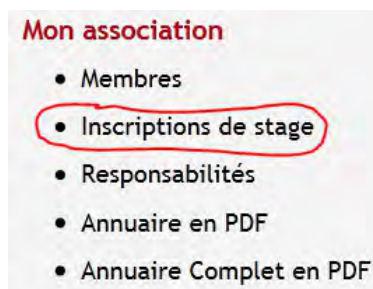 Mon association
• Membres
• Inscriptions de stage
• Responsabilités
• Annuaire en PDF
• Annuaire Complet en PDF